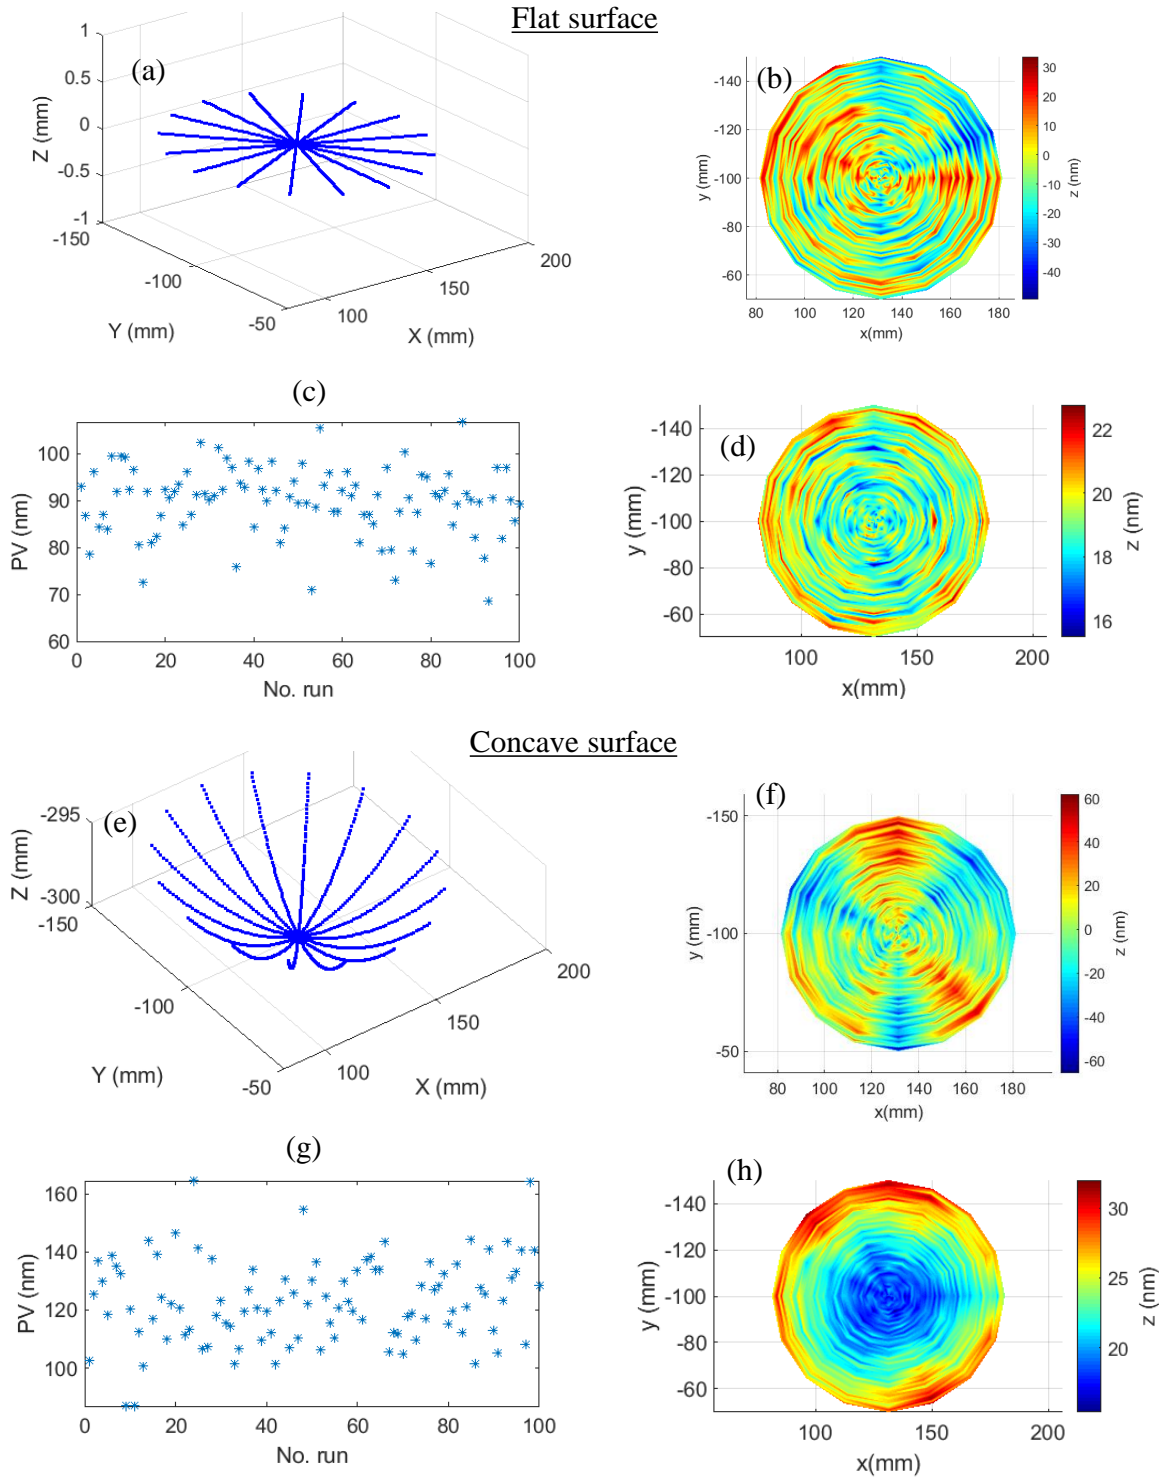 Flat surface
(a)
1
0.5
0
-0.5
-1
Z (mm)
-150
-100
-50
Y (mm)
100
150
200
X (mm)
(b)
-140
-120
-100
-80
-60
y (mm)
80 100 120 140 160 180
x(mm)
30
20
10
0
-10
-20
-30
-40
z (nm)
(c)
100
90
80
70
60
PV (nm)
0 20 40 60 80 100
No. run
(d)
-140
-120
-100
-80
-60
y (mm)
100 150 200
x(mm)
22
20
18
16
z (nm)
Concave surface
(e)
-295
-300
Z (mm)
-150
-100
-50
Y (mm)
100
150
200
X (mm)
(f)
-150
-100
-50
y (mm)
80 100 120 140 160 180
x(mm)
60
40
20
0
-20
-40
-60
z (nm)
(g)
160
140
120
100
PV (nm)
0 20 40 60 80 100
No. run
(h)
-140
-120
-100
-80
-60
y (mm)
100 150 200
x(mm)
30
25
20
z (nm)